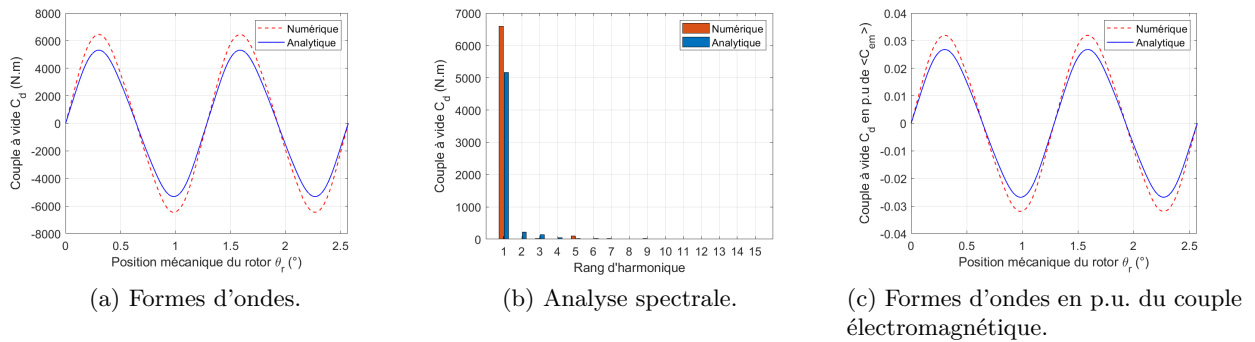 8000
6000
4000
2000
0
-2000
-4000
-6000
-8000
Couple à vide C_d (N.m)
0 0.5 1 1.5 2 2.5
Position mécanique du rotor θ_r (°)
Numérique
Analytique
(a) Formes d'ondes.
7000
6000
5000
4000
3000
2000
1000
0
Couple à vide C_d (N.m)
1 2 3 4 5 6 7 8 9 10 11 12 13 14 15
Rang d'harmonique
Numérique
Analytique
(b) Analyse spectrale.
0.04
0.03
0.02
0.01
0.00
-0.01
-0.02
-0.03
-0.04
Couple à vide C_d en p.u de <C_em>
0 0.5 1 1.5 2 2.5
Position mécanique du rotor θ_r (°)
Numérique
Analytique
(c) Formes d'ondes en p.u. du couple
électromagnétique.